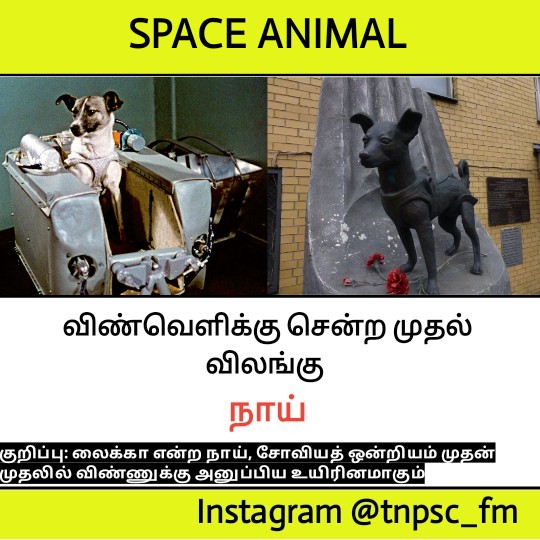 SPACE ANIMAL
விண்வெளிக்கு சென்ற முதல்
விலங்கு
நாய்
குறிப்பு: லைக்கா என்ற நாய், சோவியத் ஒன்றியம் முதன்
முதலில் விண்ணுக்கு அனுப்பிய உயிரினமாகும்
Instagram @tnpsc_fm